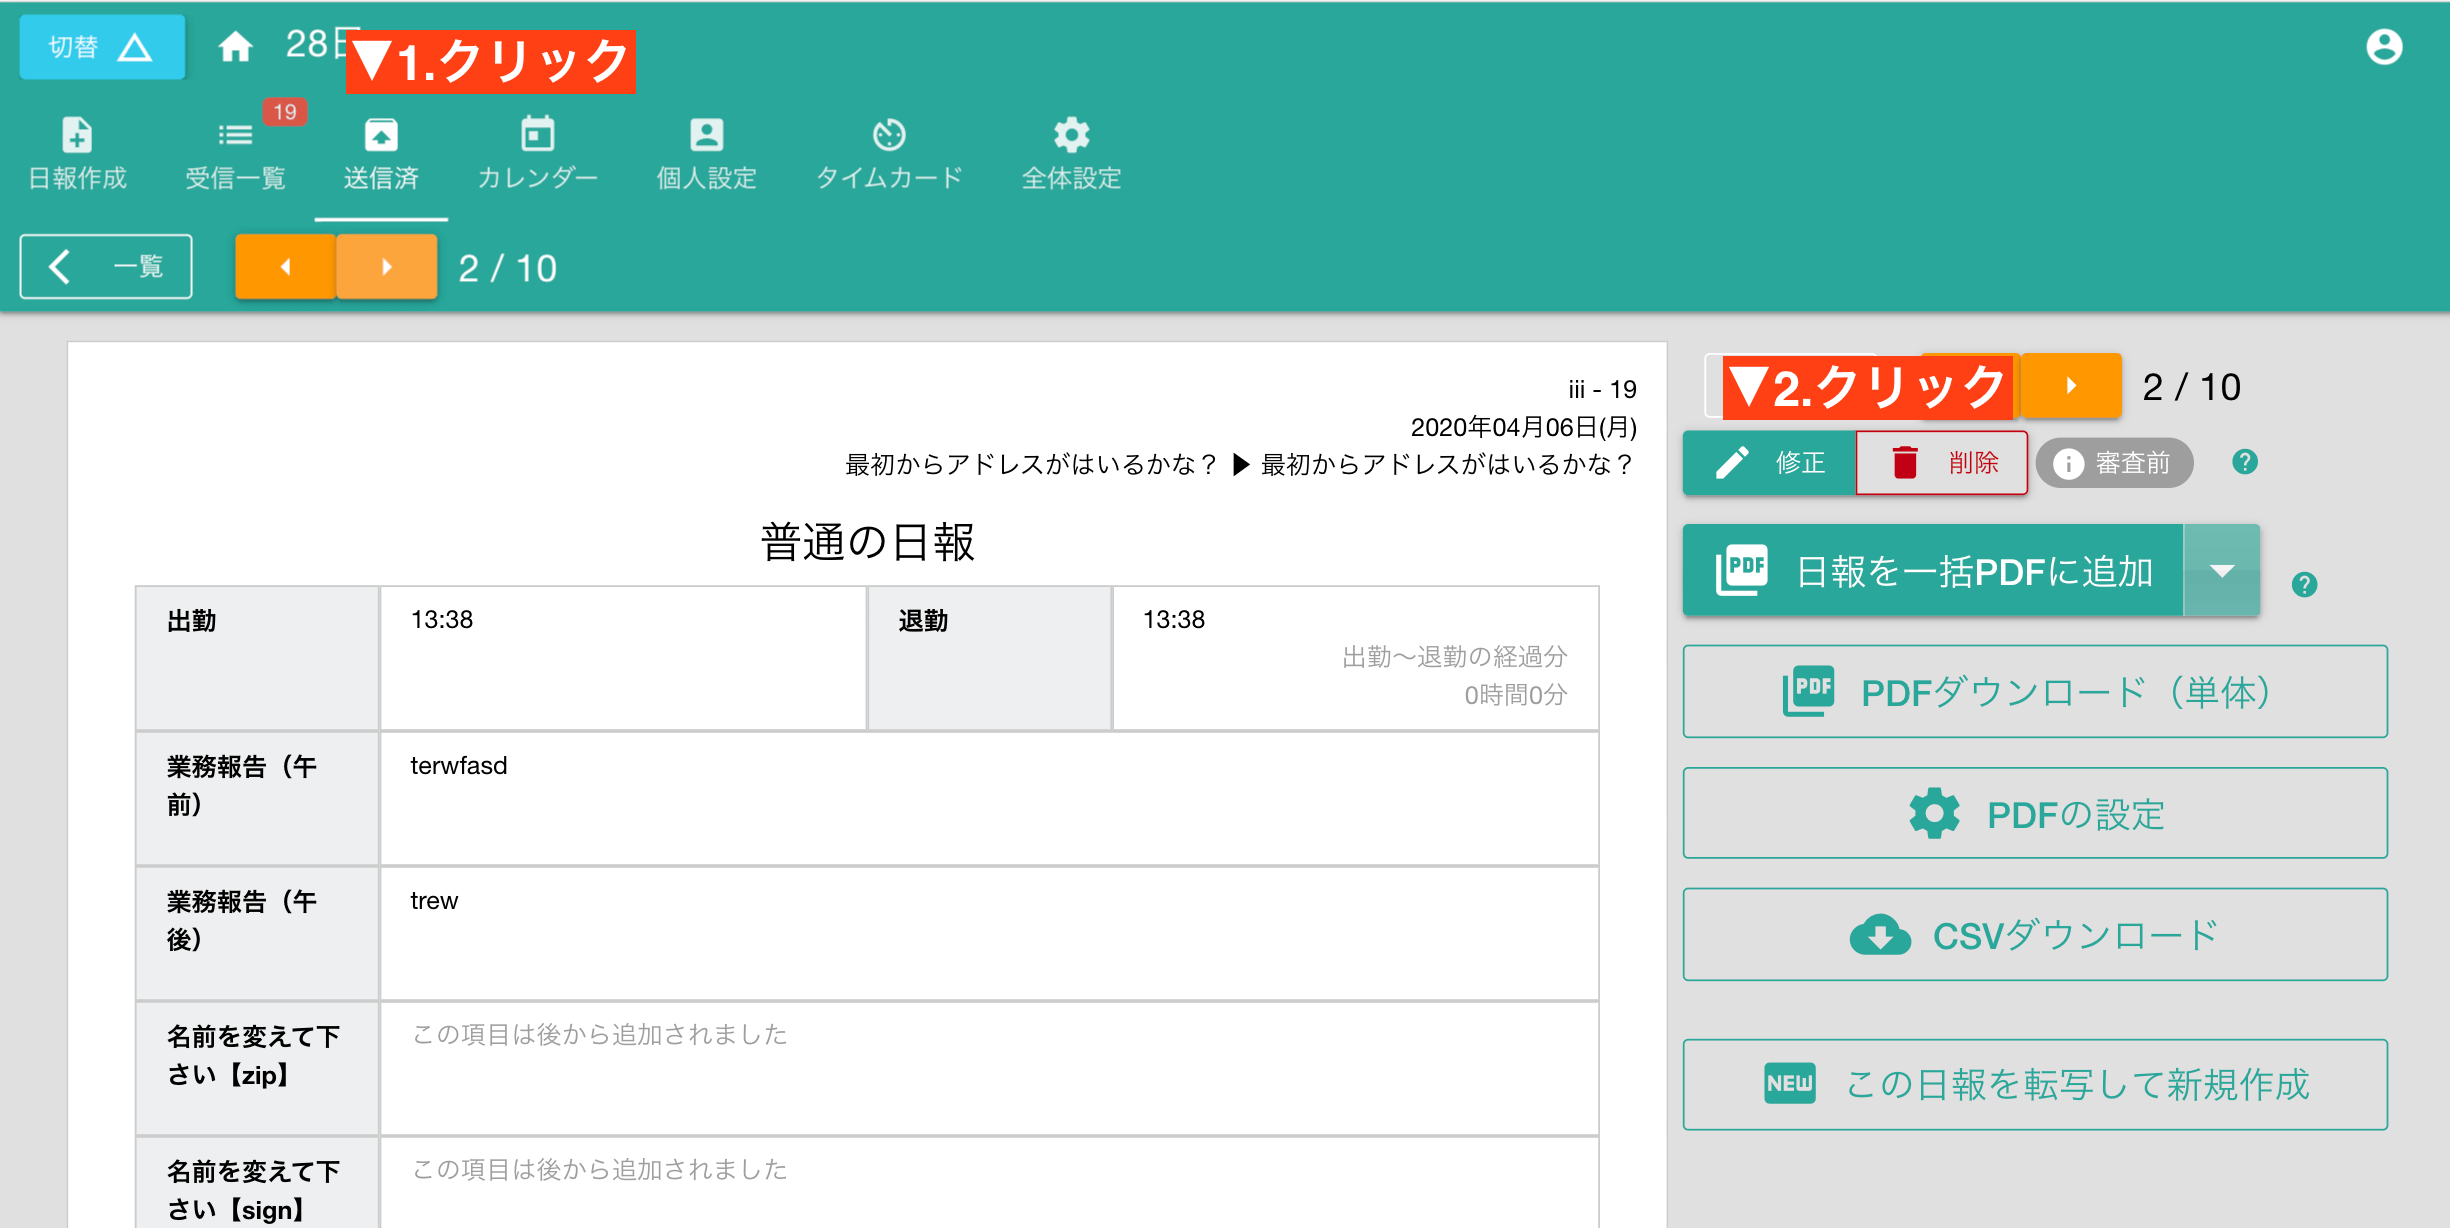 切替
28日
▼1.クリック
19
日報作成
受信一覧
送信済
カレンダー
個人設定
タイムカード
全体設定
一覧
2 / 10
iii - 19
2020年04月06日(月)
最初からアドレスがはいるかな？ ▶ 最初からアドレスがはいるかな？
普通の日報
出勤
13:38
退勤
13:38
出勤〜退勤の経過分
0時間0分
業務報告（午
前）
terwfasd
業務報告（午
後）
trew
名前を変えて下
さい【zip】
この項目は後から追加されました
名前を変えて下
さい【sign】
この項目は後から追加されました
▼2.クリック
2 / 10
修正
削除
審査前
?
PDF
日報を一括PDFに追加
?
PDF
PDFダウンロード（単体）
PDFの設定
CSVダウンロード
NEW
この日報を転写して新規作成